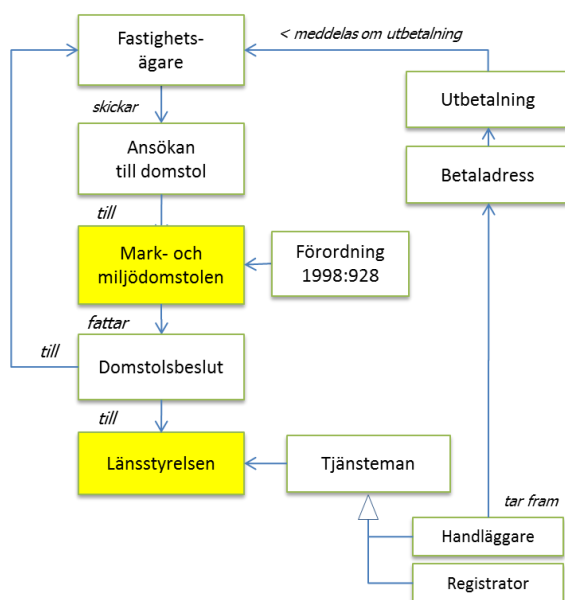 Fastighets-
ägare
< meddelas om utbetalning
Utbetalning
skickar
Ansökan
till domstol
Betaladress
till
Mark- och
miljödomstolen
Förordning
1998:928
fattar
till
Domstolsbeslut
till
Länsstyrelsen
Tjänsteman
tar fram
Handläggare
Registrator